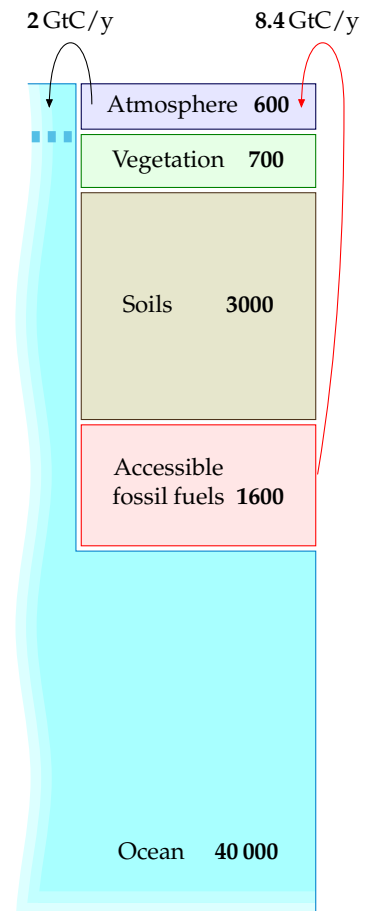 2 GtC/y 8.4 GtC/y
Atmosphere 600
Vegetation 700
Soils 3000
Accessible
fossil fuels 1600
Ocean 40 000